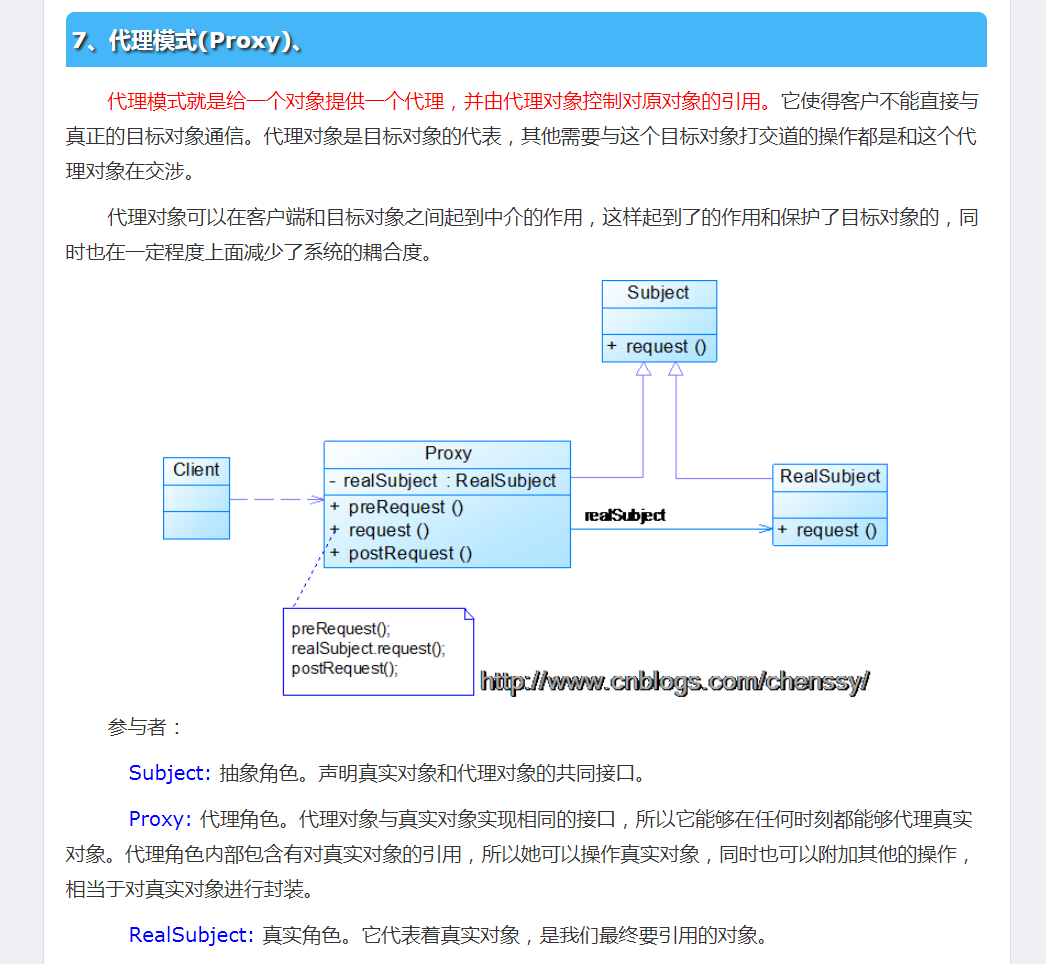 7、代理模式(Proxy)、
代理模式就是给一个对象提供一个代理，并由代理对象控制对原对象的引用。它使得客户不能直接与
真正的目标对象通信。代理对象是目标对象的代表，其他需要与这个目标对象打交道的操作都是和这个代
理对象在交涉。
代理对象可以在客户端和目标对象之间起到中介的作用，这样起到了的作用和保护了目标对象的，同
时也在一定程度上面减少了系统的耦合度。
Subject
+ request ()
Client
Proxy
- realSubject : RealSubject
+ preRequest ()
+ request ()
+ postRequest ()
realSubject
RealSubject
+ request ()
preRequest();
realSubject.request();
postRequest();
http://www.cnblogs.com/chenssy/
参与者：
Subject: 抽象角色。声明真实对象和代理对象的共同接口。
Proxy: 代理角色。代理对象与真实对象实现相同的接口，所以它能够在任何时刻都能够代理真实
对象。代理角色内部包含有对真实对象的引用，所以她可以操作真实对象，同时也可以附加其他的操作，
相当于对真实对象进行封装。
RealSubject: 真实角色。它代表着真实对象，是我们最终要引用的对象。